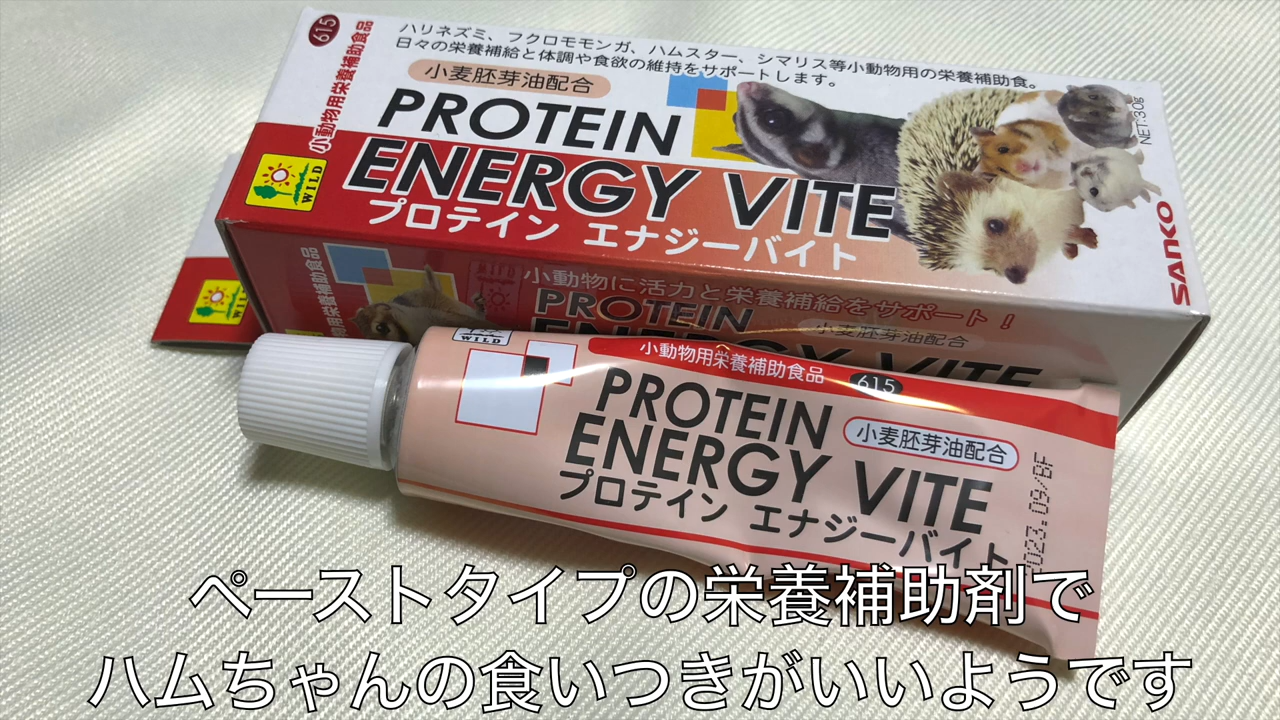 615
小動物用栄養補助食品
ハリネズミ、フクロモモンガ、ハムスター、シマリス等小動物用の栄養補助食。
日々の栄養補給と体調や食欲の維持をサポートします。
小麦胚芽油配合
PROTEIN
ENERGY VITE
プロテイン エナジーバイト
WILD
NET:30g
SANKO
小動物に活力と栄養補給をサポート!
PROTEIN
小麦胚芽油配合
ENERGY VITE
WILD
小動物用栄養補助食品
615
PROTEIN
ENERGY VITE
小麦胚芽油配合
プロテイン エナジーバイト
023.09/BF
ペーストタイプの栄養補助剤で
ハムちゃんの食いつきがいいようです